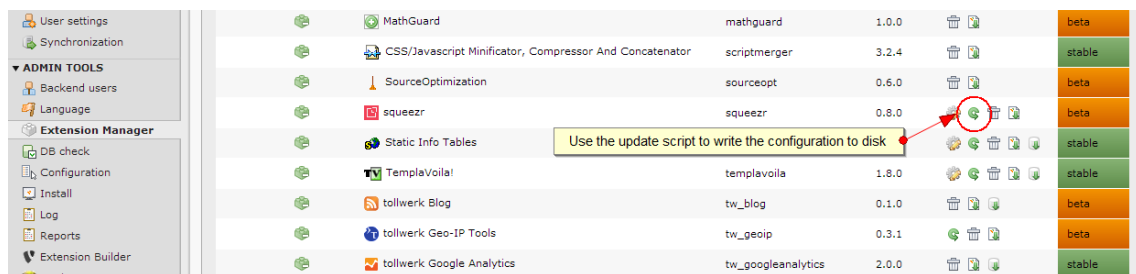 User settings
Synchronization
ADMIN TOOLS
Backend users
Language
Extension Manager
DB check
Configuration
Install
Log
Reports
Extension Builder
MathGuard mathguard 1.0.0 beta
CSS/Javascript Minificator, Compressor And Concatenator scriptmerger 3.2.4 stable
SourceOptimization sourceopt 0.6.0 beta
squeezr squeezr 0.8.0 beta
Use the update script to write the configuration to disk
Static Info Tables stable
TV TemplaVoila! templavoila 1.8.0 stable
tollwerk Blog tw_blog 0.1.0 beta
tollwerk Geo-IP Tools tw_geoip 0.3.1 beta
tollwerk Google Analytics tw_googleanalytics 2.0.0 stable